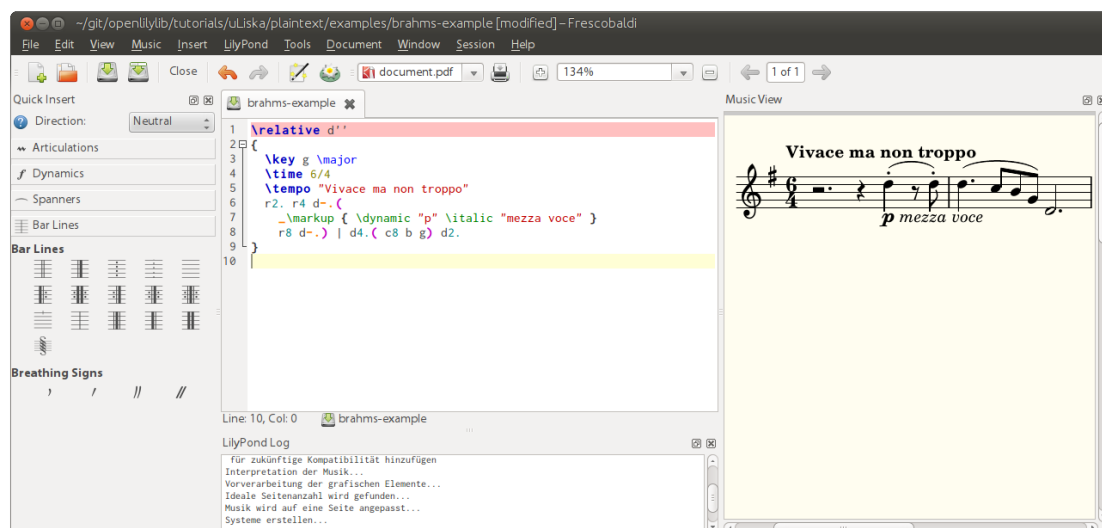 ~/git/openlilylib/tutorials/uLiska/plaintext/examples/brahms-example [modified] – Frescobaldi
File Edit View Music Insert LilyPond Tools Document Window Session Help
Close document.pdf 134% 1 of 1
Quick Insert
Direction: Neutral
Articulations
Dynamics
Spanners
Bar Lines
Bar Lines
Breathing Signs
brahms-example
1 \relative d''
2 {
3 \key g \major
4 \time 6/4
5 \tempo "Vivace ma non troppo"
6 r2. r4 d-.(
7 _\markup { \dynamic "p" \italic "mezza voce" }
8 r8 d-.) | d4.( c8 b g) d2.
9 }
10
Line: 10, Col: 0 brahms-example
LilyPond Log
für zukünftige Kompatibilität hinzufügen
Interpretation der Musik...
Vorverarbeitung der grafischen Elemente...
Ideale Seitenanzahl wird gefunden...
Musik wird auf eine Seite angepasst...
Systeme erstellen...
Music View
Vivace ma non troppo
6
4
p mezza voce